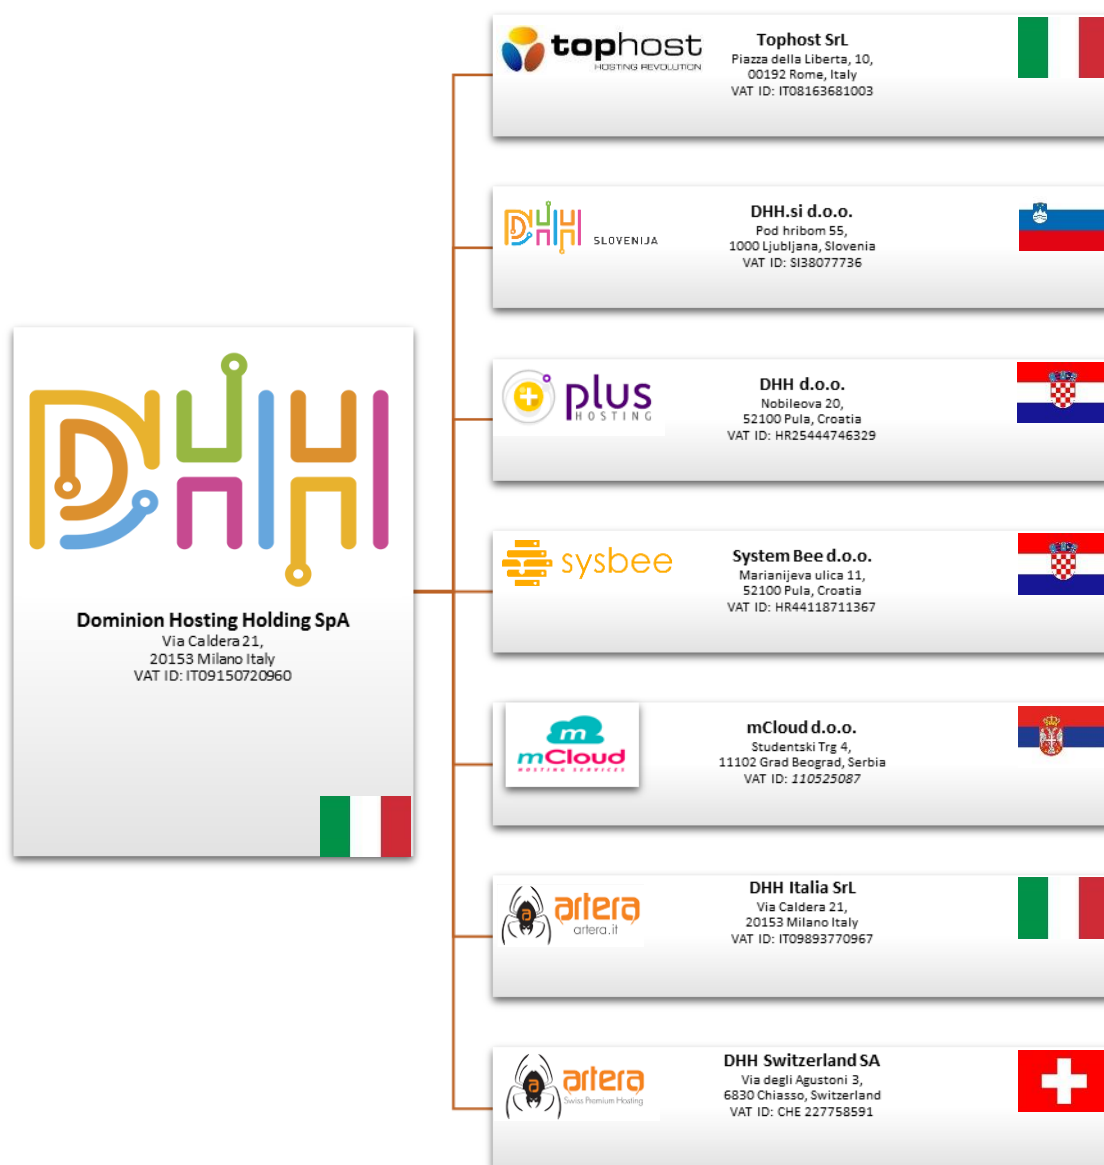 DHH
Dominion Hosting Holding SpA
Via Caldera 21,
20153 Milano Italy
VAT ID: IT09150720960
tophost
HOSTING REVOLUTION
Tophost SrL
Piazza della Liberta, 10,
00192 Rome, Italy
VAT ID: IT08163681003
DHH SLOVENIJA
DHH.si d.o.o.
Pod hribom 55,
1000 Ljubljana, Slovenia
VAT ID: SI38077736
plus
HOSTING
DHH d.o.o.
Nobileova 20,
52100 Pula, Croatia
VAT ID: HR25444746329
sysbee
System Bee d.o.o.
Marianijeva ulica 11,
52100 Pula, Croatia
VAT ID: HR44118711367
m
mCloud
HOSTING SERVICES
mCloud d.o.o.
Studentski Trg 4,
11102 Grad Beograd, Serbia
VAT ID: 110525087
a artera
artera.it
DHH Italia SrL
Via Caldera 21,
20153 Milano Italy
VAT ID: IT09893770967
a artera
Swiss Premium Hosting
DHH Switzerland SA
Via degli Agustoni 3,
6830 Chiasso, Switzerland
VAT ID: CHE 227758591